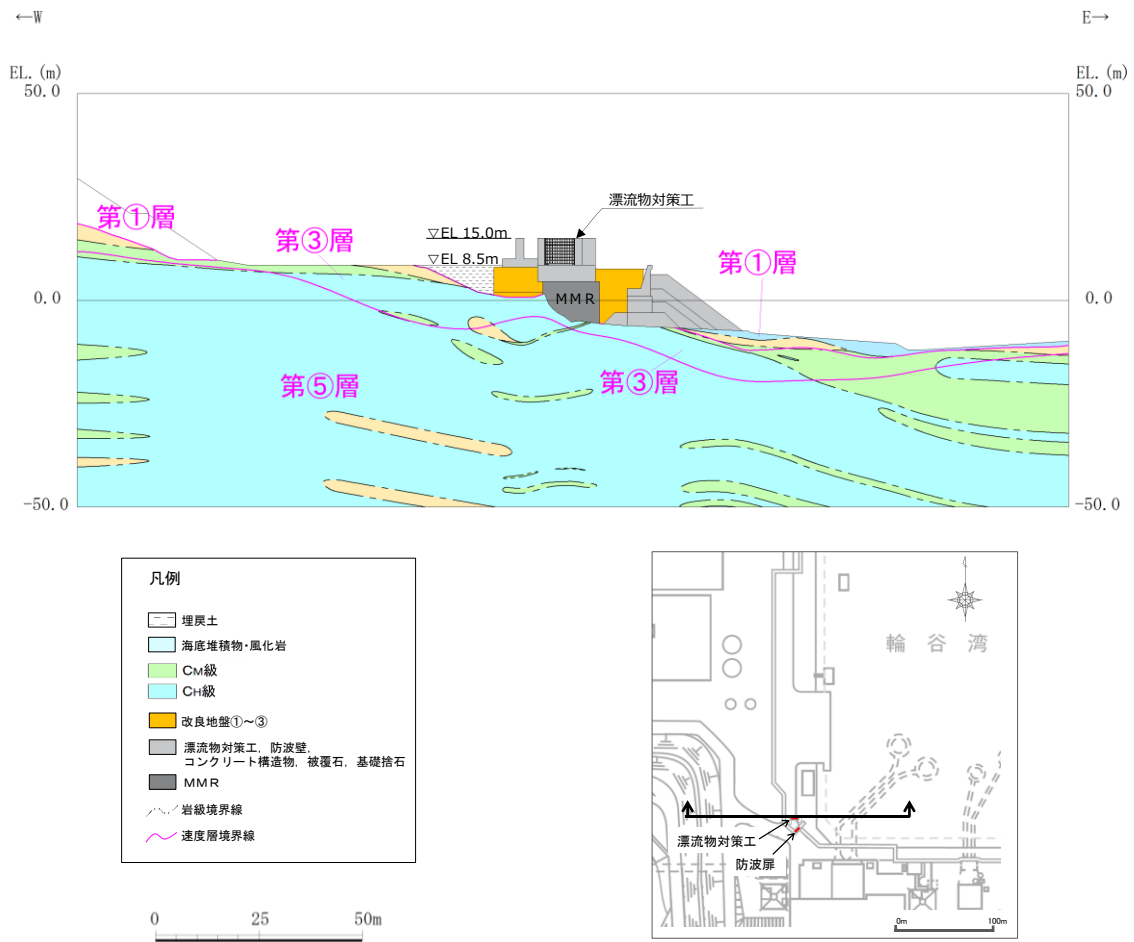 ←W
E→
EL. (m)
EL. (m)
50.0
50.0
漂流物対策工
第①層
第③層
▽EL 15.0m
▽EL 8.5m
第①層
0.0
MMR
0.0
第⑤層
第③層
-50.0
-50.0
凡例
埋戻土
海底堆積物・風化岩
CM級
CH級
改良地盤①～③
漂流物対策工, 防波壁,
コンクリート構造物, 被覆石, 基礎捨石
MMR
岩級境界線
速度層境界線
輪谷湾
漂流物対策工
防波扉
0m
100m
0
25
50m